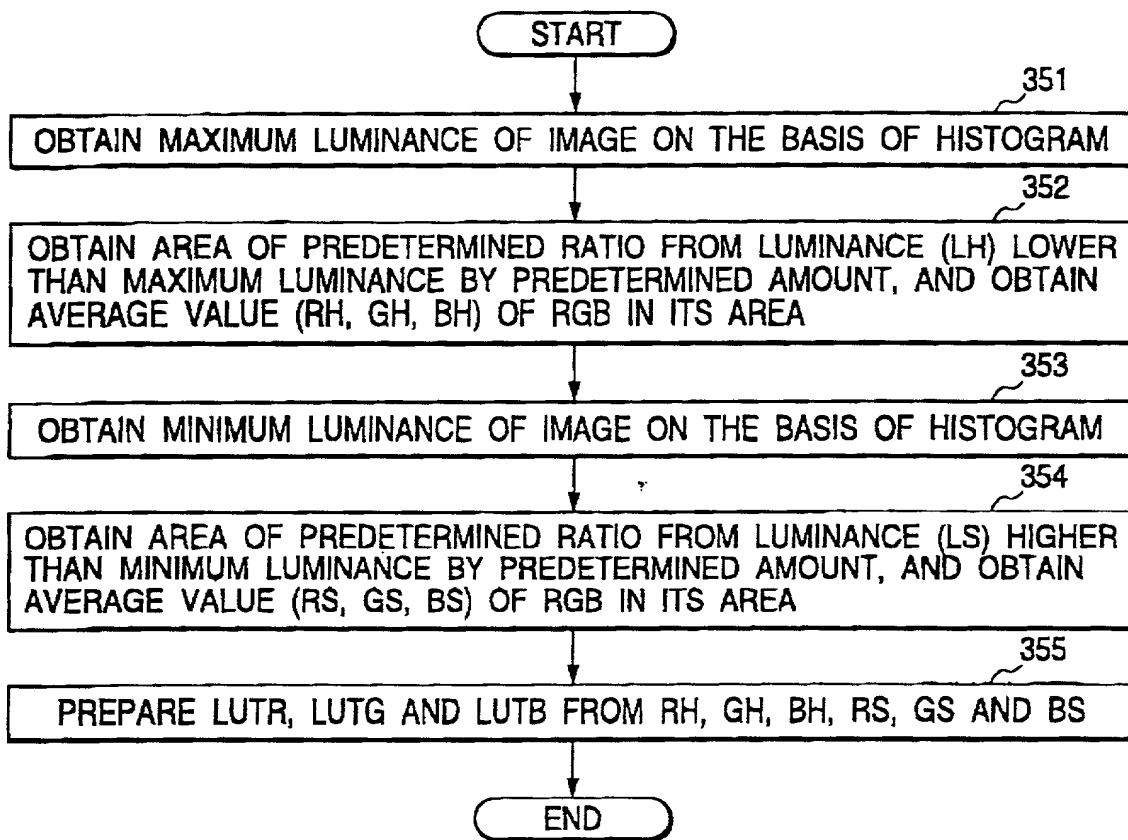 START
351
OBTAIN MAXIMUM LUMINANCE OF IMAGE ON THE BASIS OF HISTOGRAM
352
OBTAIN AREA OF PREDETERMINED RATIO FROM LUMINANCE (LH) LOWER
THAN MAXIMUM LUMINANCE BY PREDETERMINED AMOUNT, AND OBTAIN
AVERAGE VALUE (RH, GH, BH) OF RGB IN ITS AREA
353
OBTAIN MINIMUM LUMINANCE OF IMAGE ON THE BASIS OF HISTOGRAM
354
OBTAIN AREA OF PREDETERMINED RATIO FROM LUMINANCE (LS) HIGHER
THAN MINIMUM LUMINANCE BY PREDETERMINED AMOUNT, AND OBTAIN
AVERAGE VALUE (RS, GS, BS) OF RGB IN ITS AREA
355
PREPARE LUTR, LUTG AND LUTB FROM RH, GH, BH, RS, GS AND BS
END